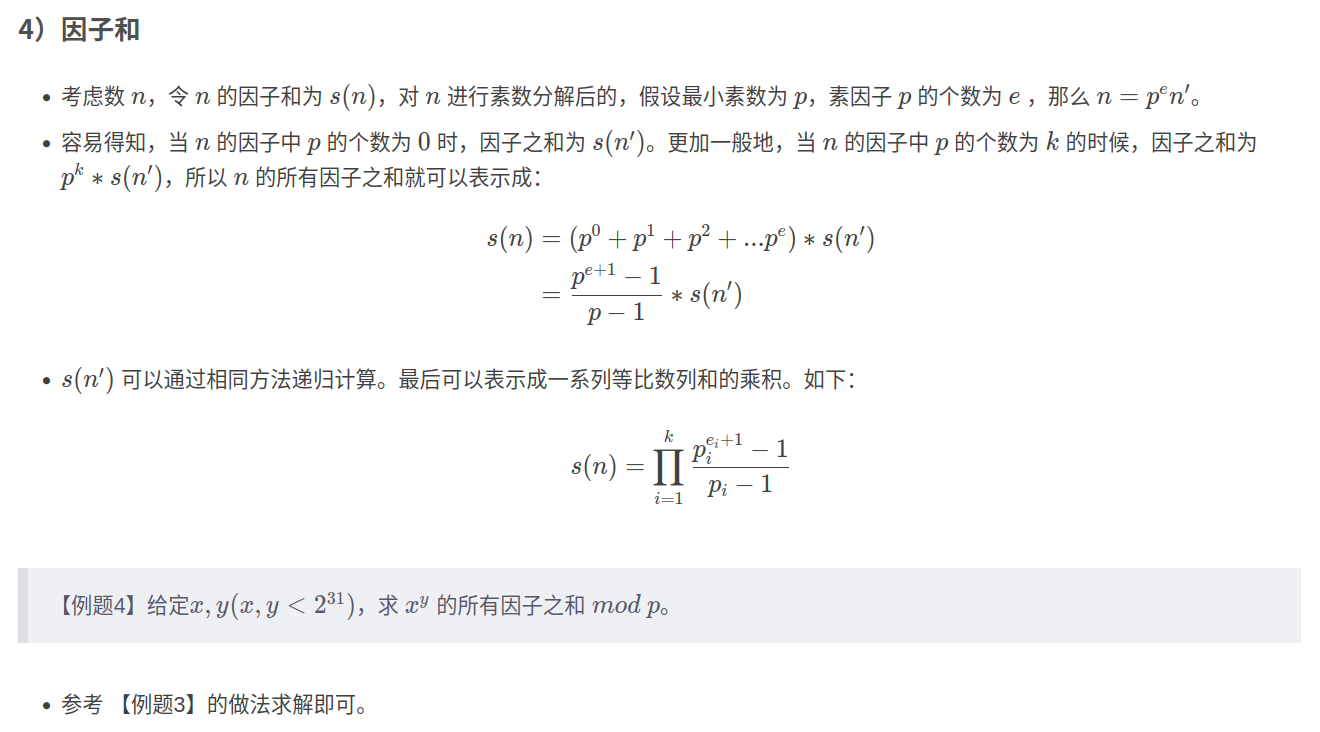 4）因子和
• 考虑数 n，令 n 的因子和为 s(n)，对 n 进行素数分解后的，假设最小素数为 p，素因子 p 的个数为 e ，那么 n = p^e n′。
• 容易得知，当 n 的因子中 p 的个数为 0 时，因子之和为 s(n′)。更加一般地，当 n 的因子中 p 的个数为 k 的时候，因子之和为
p^k ∗ s(n′)，所以 n 的所有因子之和就可以表示成：
s(n) = (p^0 + p^1 + p^2 + ...p^e) ∗ s(n′)
= \frac{p^{e+1} − 1}{p − 1} ∗ s(n′)
• s(n′) 可以通过相同方法递归计算。最后可以表示成一系列等比数列和的乘积。如下：
s(n) = \prod_{i=1}^{k} \frac{p_i^{e_i+1} − 1}{p_i − 1}
【例题4】给定x, y(x, y < 2^{31})，求 x^y 的所有因子之和 mod p。
• 参考 【例题3】的做法求解即可。